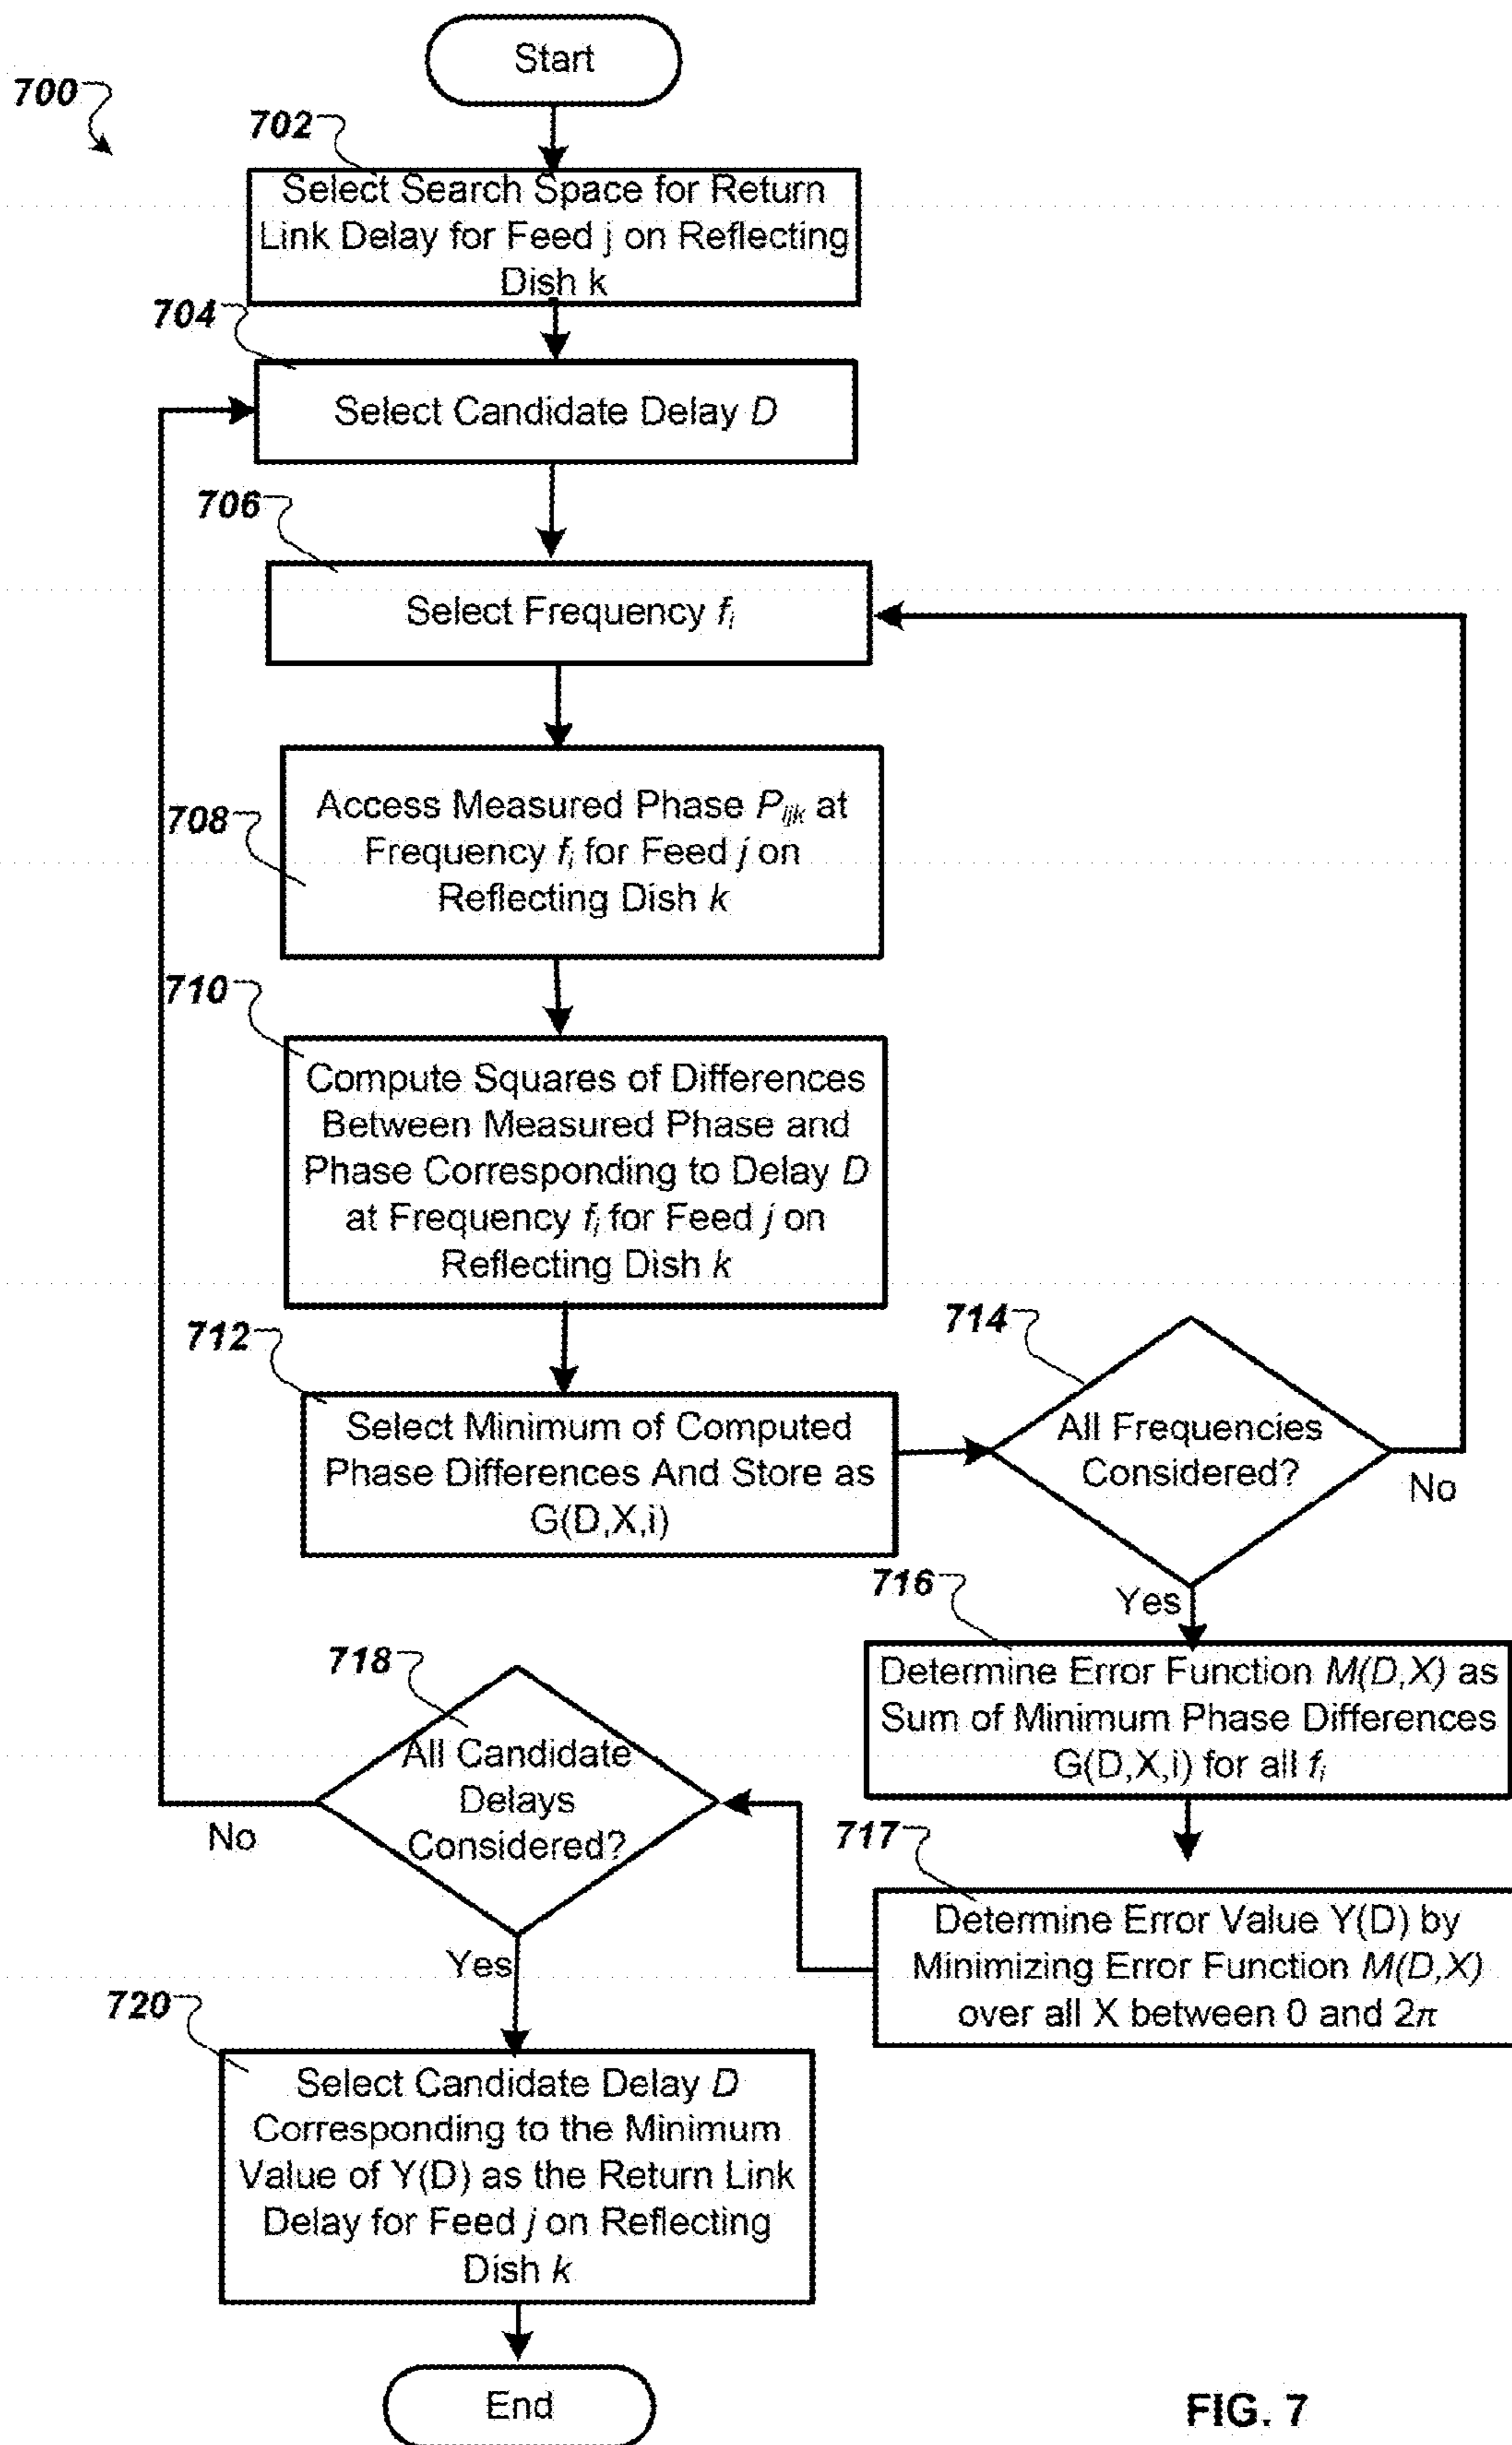 Start
700
702
Select Search Space for Return
Link Delay for Feed j on Reflecting
Dish k
704
Select Candidate Delay D
706
Select Frequency fi
708
Access Measured Phase Pijk at
Frequency fi for Feed j on
Reflecting Dish k
710
Compute Squares of Differences
Between Measured Phase and
Phase Corresponding to Delay D
at Frequency fi for Feed j on
Reflecting Dish k
712
Select Minimum of Computed
Phase Differences And Store as
G(D,X,i)
714
All Frequencies
Considered?
No
Yes
716
Determine Error Function M(D,X) as
Sum of Minimum Phase Differences
G(D,X,i) for all fi
717
Determine Error Value Y(D) by
Minimizing Error Function M(D,X)
over all X between 0 and 2π
718
All Candidate
Delays
Considered?
No
Yes
720
Select Candidate Delay D
Corresponding to the Minimum
Value of Y(D) as the Return Link
Delay for Feed j on Reflecting
Dish k
End
FIG. 7